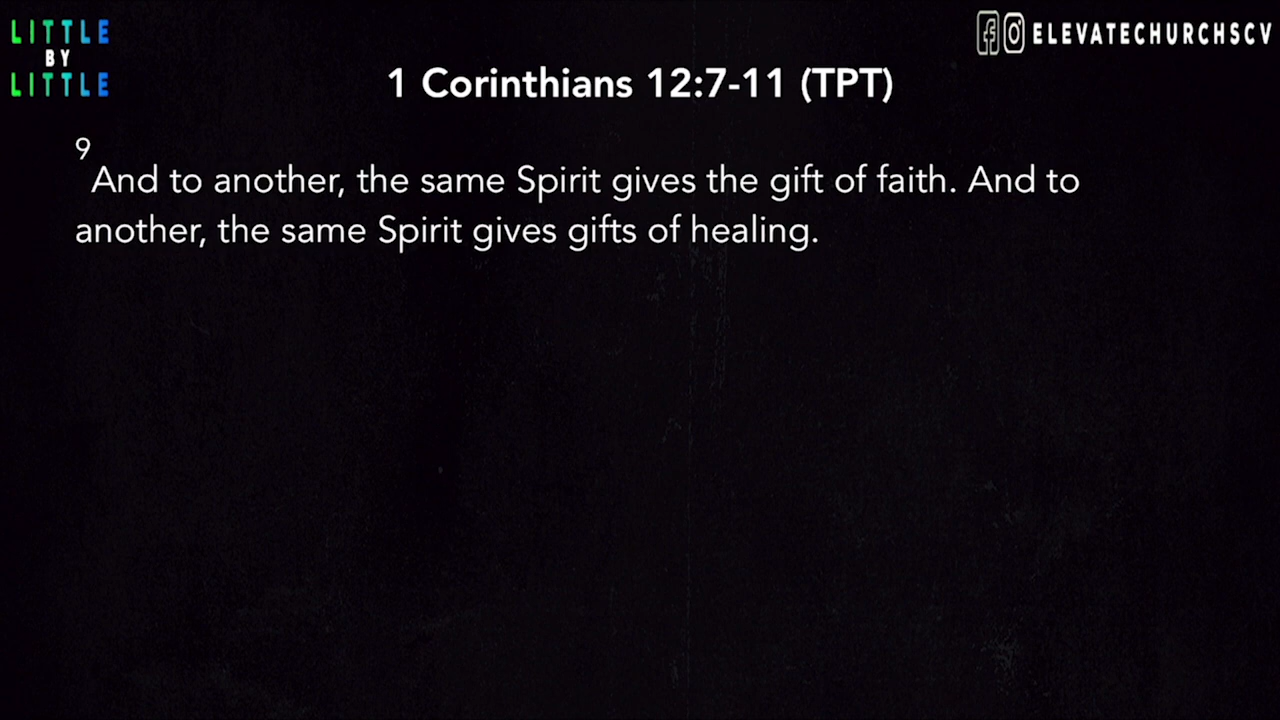 LITTLE
BY
LITTLE
ELEVATECHURCHSCV
1 Corinthians 12:7-11 (TPT)
9
And to another, the same Spirit gives the gift of faith. And to
another, the same Spirit gives gifts of healing.